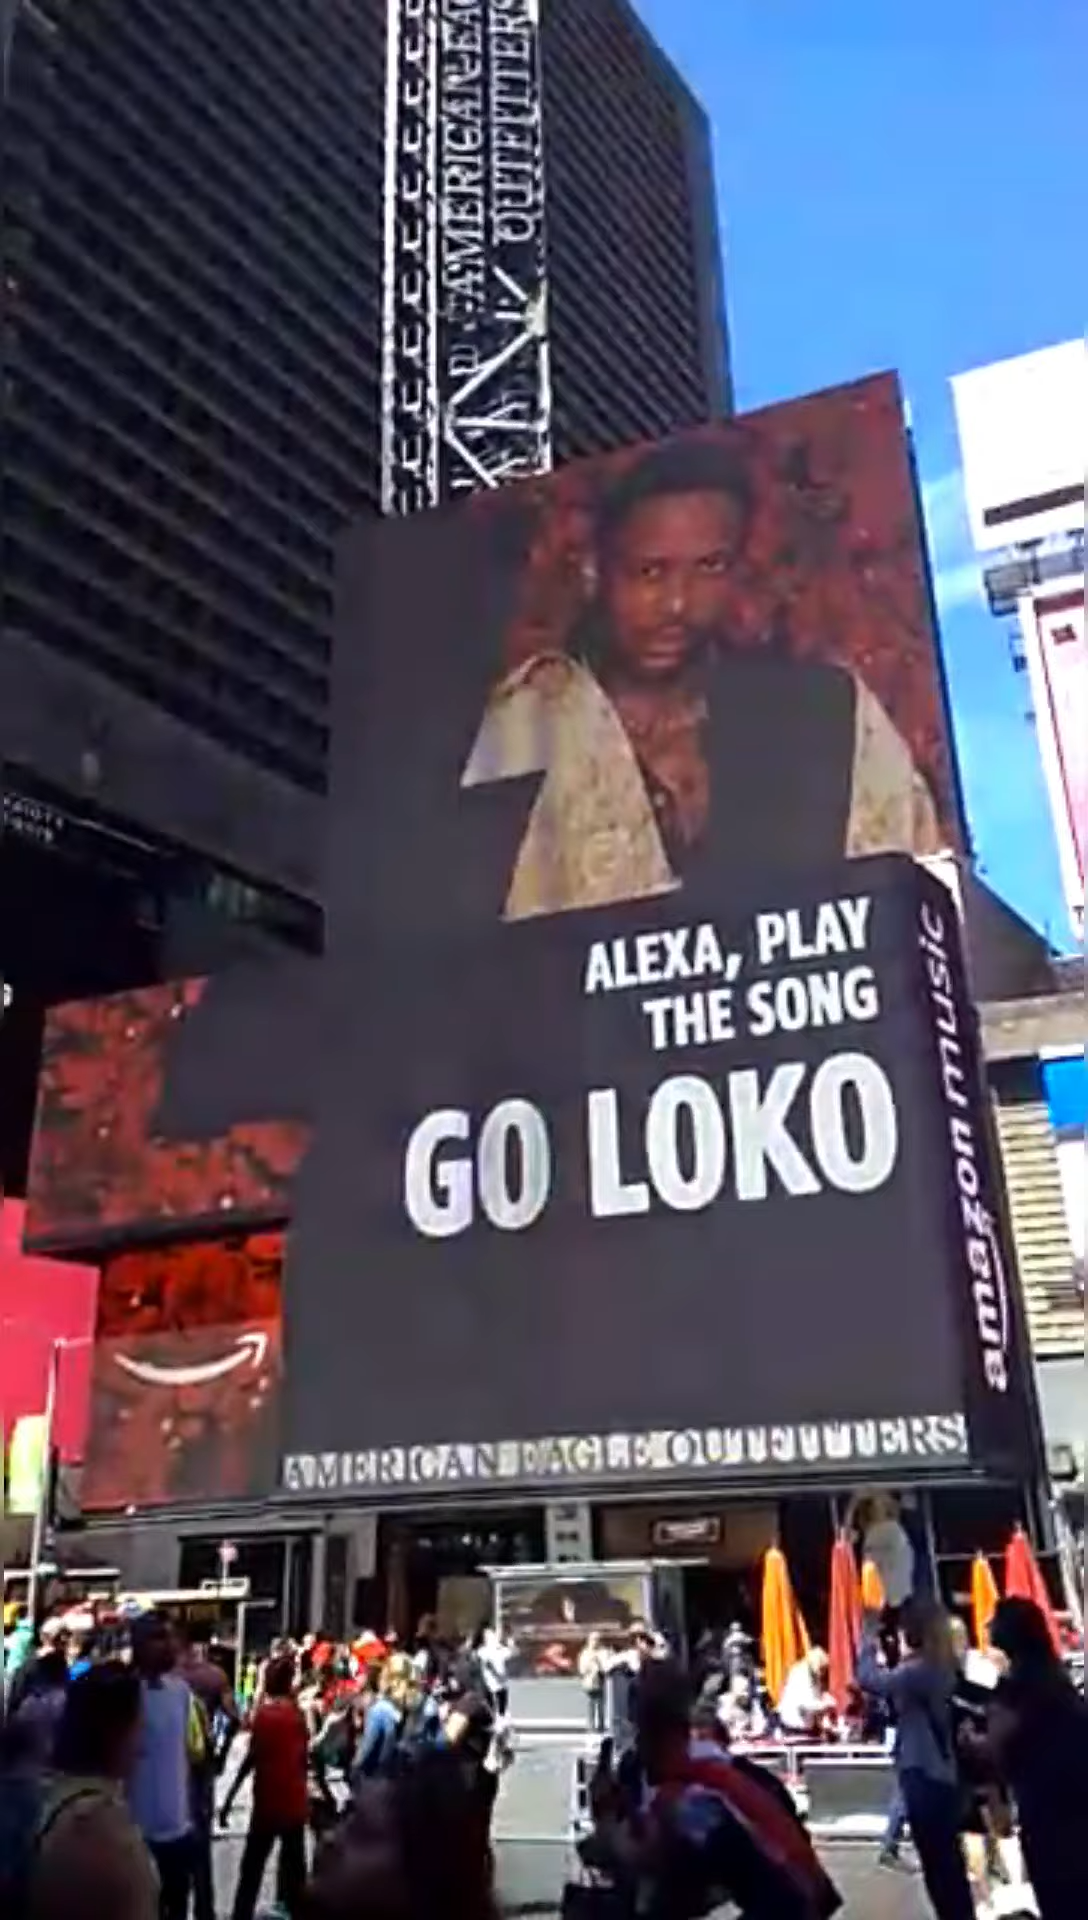 AMERICAN EAGLE
OUTFITTERS
ALEXA, PLAY
THE SONG
GO LOKO
amazon music
AMERICAN EAGLE OUTFITTERS